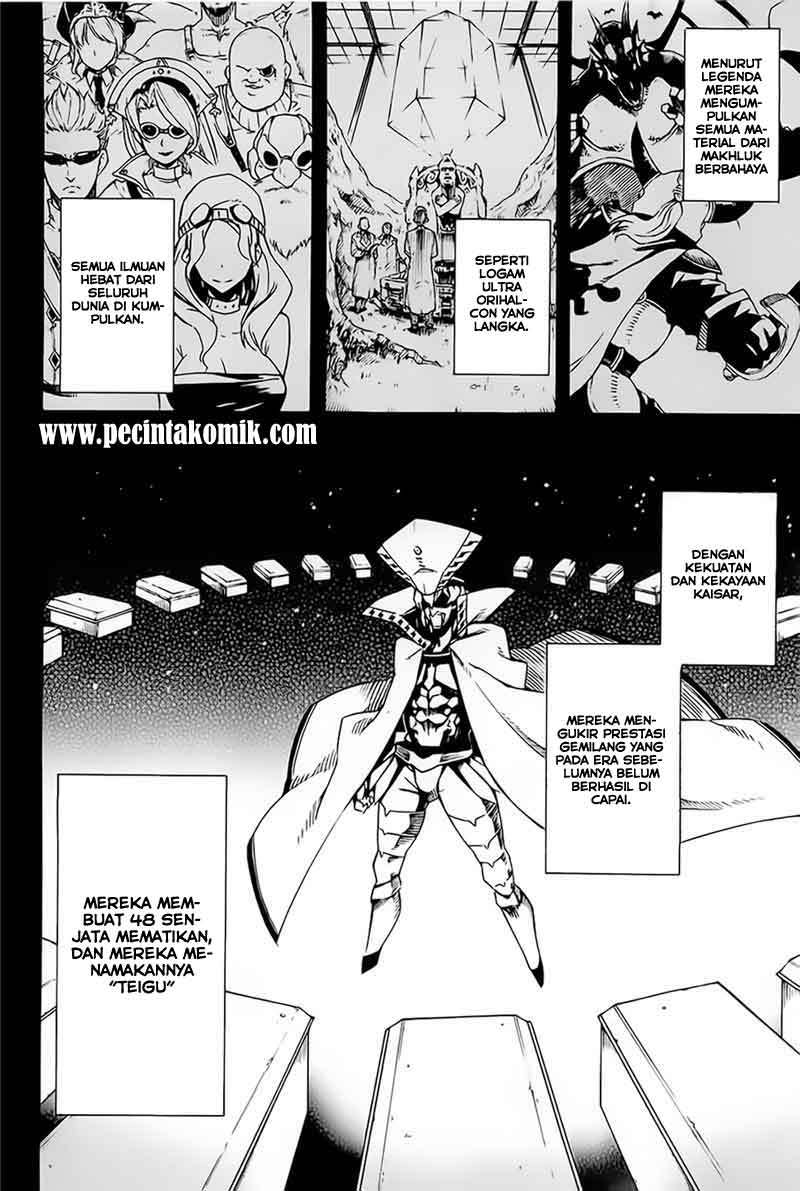 MENURUT
LEGENDA
MEREKA
MENGUM-
PULKAN
SEMUA MA-
TERIAL DARI
MAKHLUK
BERBAHAYA
SEPERTI
LOGAM
ULTRA
ORIHAL-
CON YANG
LANGKA.
SEMUA ILMUAN
HEBAT DARI
SELURUH
DUNIA DI KUM-
PULKAN.
www.pecintakomik.com
DENGAN
KEKUATAN
DAN KEKAYAAN
KAISAR,
MEREKA MEN-
GUKIR PRESTASI
GEMILANG YANG
PADA ERA SEBE-
LUMNYA BELUM
BERHASIL DI
CAPAI.
MEREKA MEM-
BUAT 48 SEN-
JATA MEMATIKAN,
DAN MEREKA ME-
NAMAKANNYA
"TEIGU"